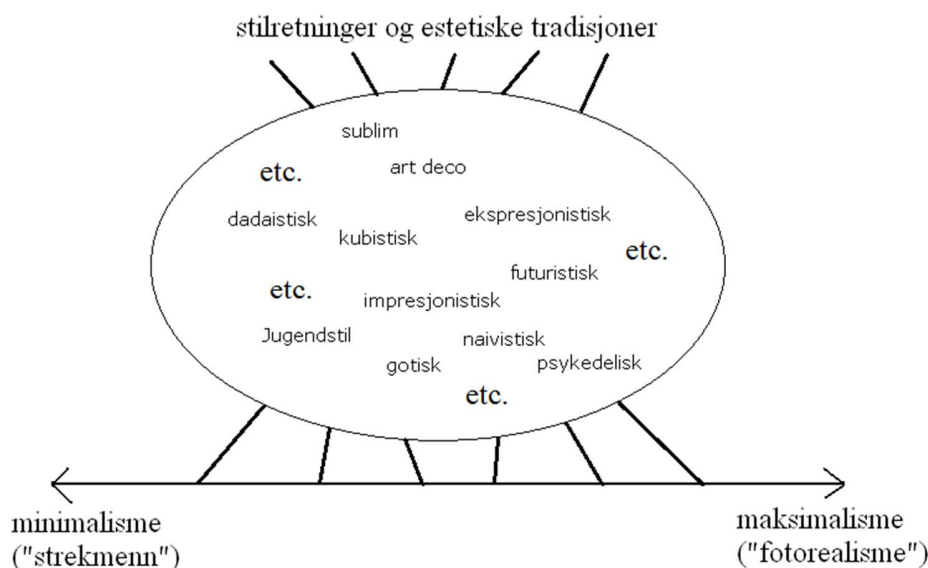 stilretninger og estetiske tradisjoner
sublim
etc.
art deco
dadaistisk
ekspresjonistisk
kubistisk
etc.
futuristisk
etc.
impresjonistisk
Jugendstil
naivistisk
gotisk
psykedelisk
etc.
minimalisme
("strekmenn")
maksimalisme
("fotorealisme")